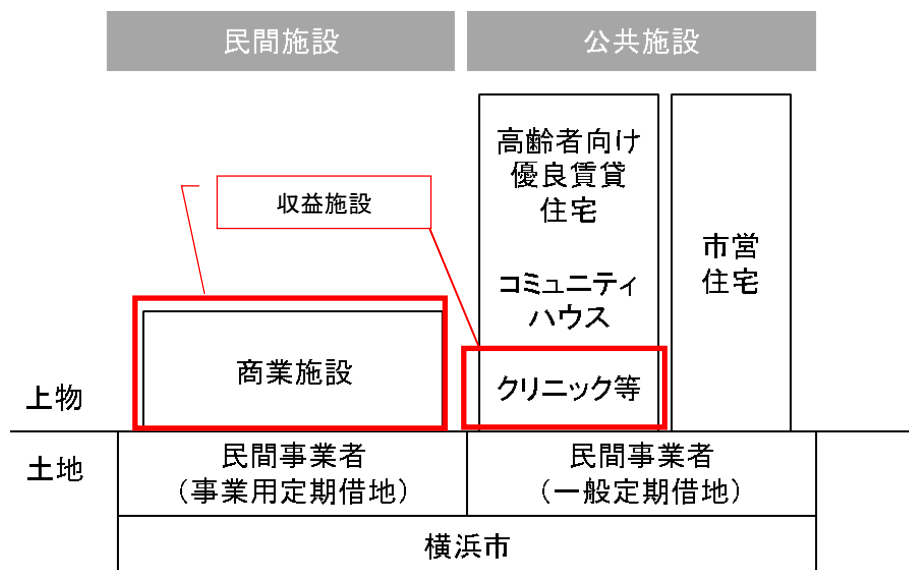 民間施設
公共施設
収益施設
高齢者向け
優良賃貸
住宅
コミュニティ
ハウス
クリニック等
市営
住宅
商業施設
上物
土地
民間事業者
（事業用定期借地）
民間事業者
（一般定期借地）
横浜市